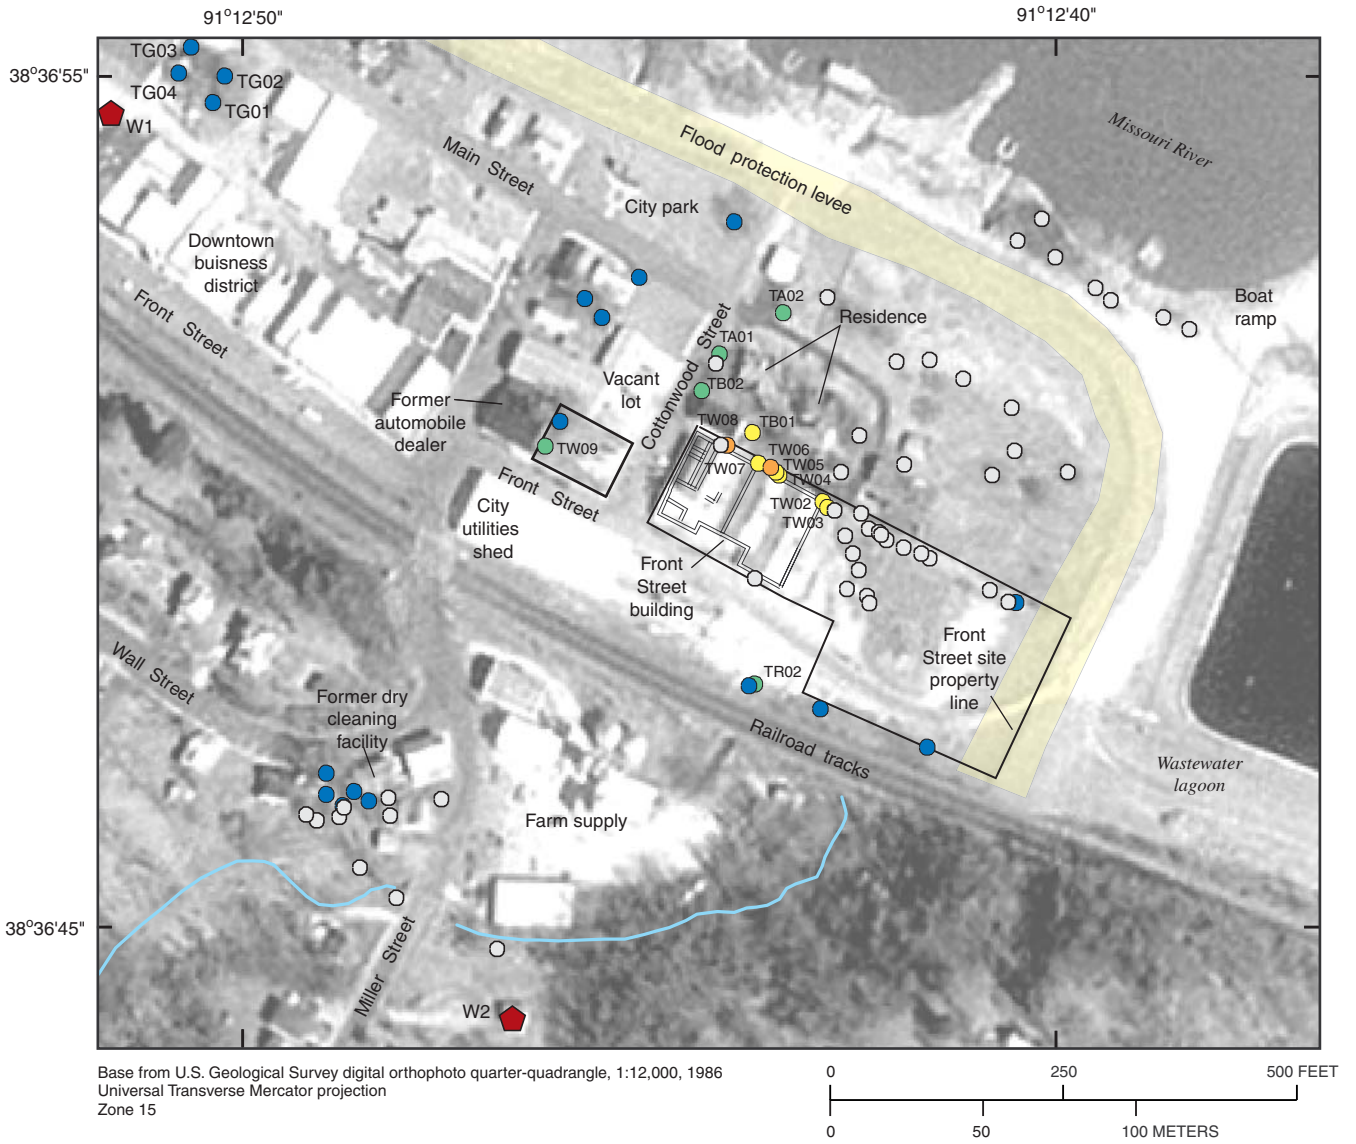 91°12'50"
91°12'40"
38°36'55"
TG03
TG04
TG02
TG01
W1
Main Street
Flood protection levee
Missouri River
City park
Downtown
buisness
district
Front Street
TA02
Residence
Boat
ramp
TA01
Cottonwood Street
Vacant
lot
TB02
Former
automobile
dealer
TW08
TB01
TW09
TW06
TW07
TW05
TW04
TW02
TW03
Front Street
City
utilities
shed
Front
Street
building
Front
Street site
property
line
Wall Street
TR02
Former dry
cleaning
facility
Railroad tracks
Wastewater
lagoon
Farm supply
38°36'45"
Miller Street
W2
Base from U.S. Geological Survey digital orthophoto quarter-quadrangle, 1:12,000, 1986
Universal Transverse Mercator projection
Zone 15
0 250 500 FEET
0 50 100 METERS